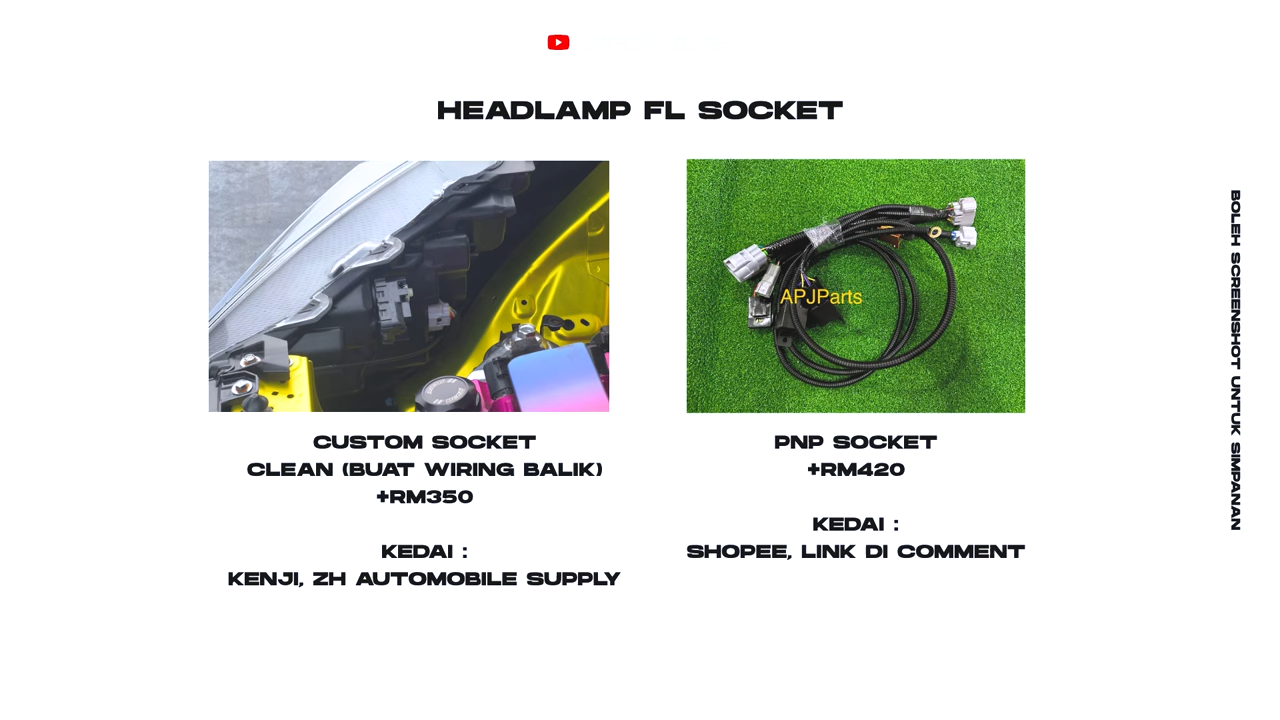 HEADLAMP FL SOCKET
APJParts
CUSTOM SOCKET
CLEAN (BUAT WIRING BALIK)
+RM350
KEDAI :
KENJI, ZH AUTOMOBILE SUPPLY
PNP SOCKET
+RM420
KEDAI :
SHOPEE, LINK DI COMMENT
BOLEH SCREENSHOT UNTUK SIMPANAN